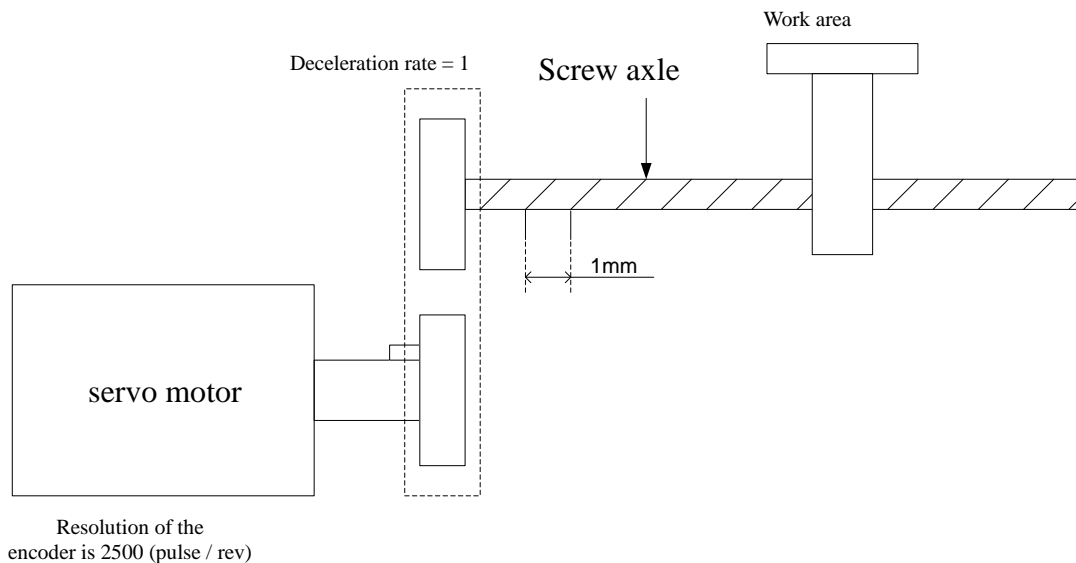 Work area
Deceleration rate = 1
Screw axle
1mm
servo motor
Resolution of the
encoder is 2500 (pulse / rev)